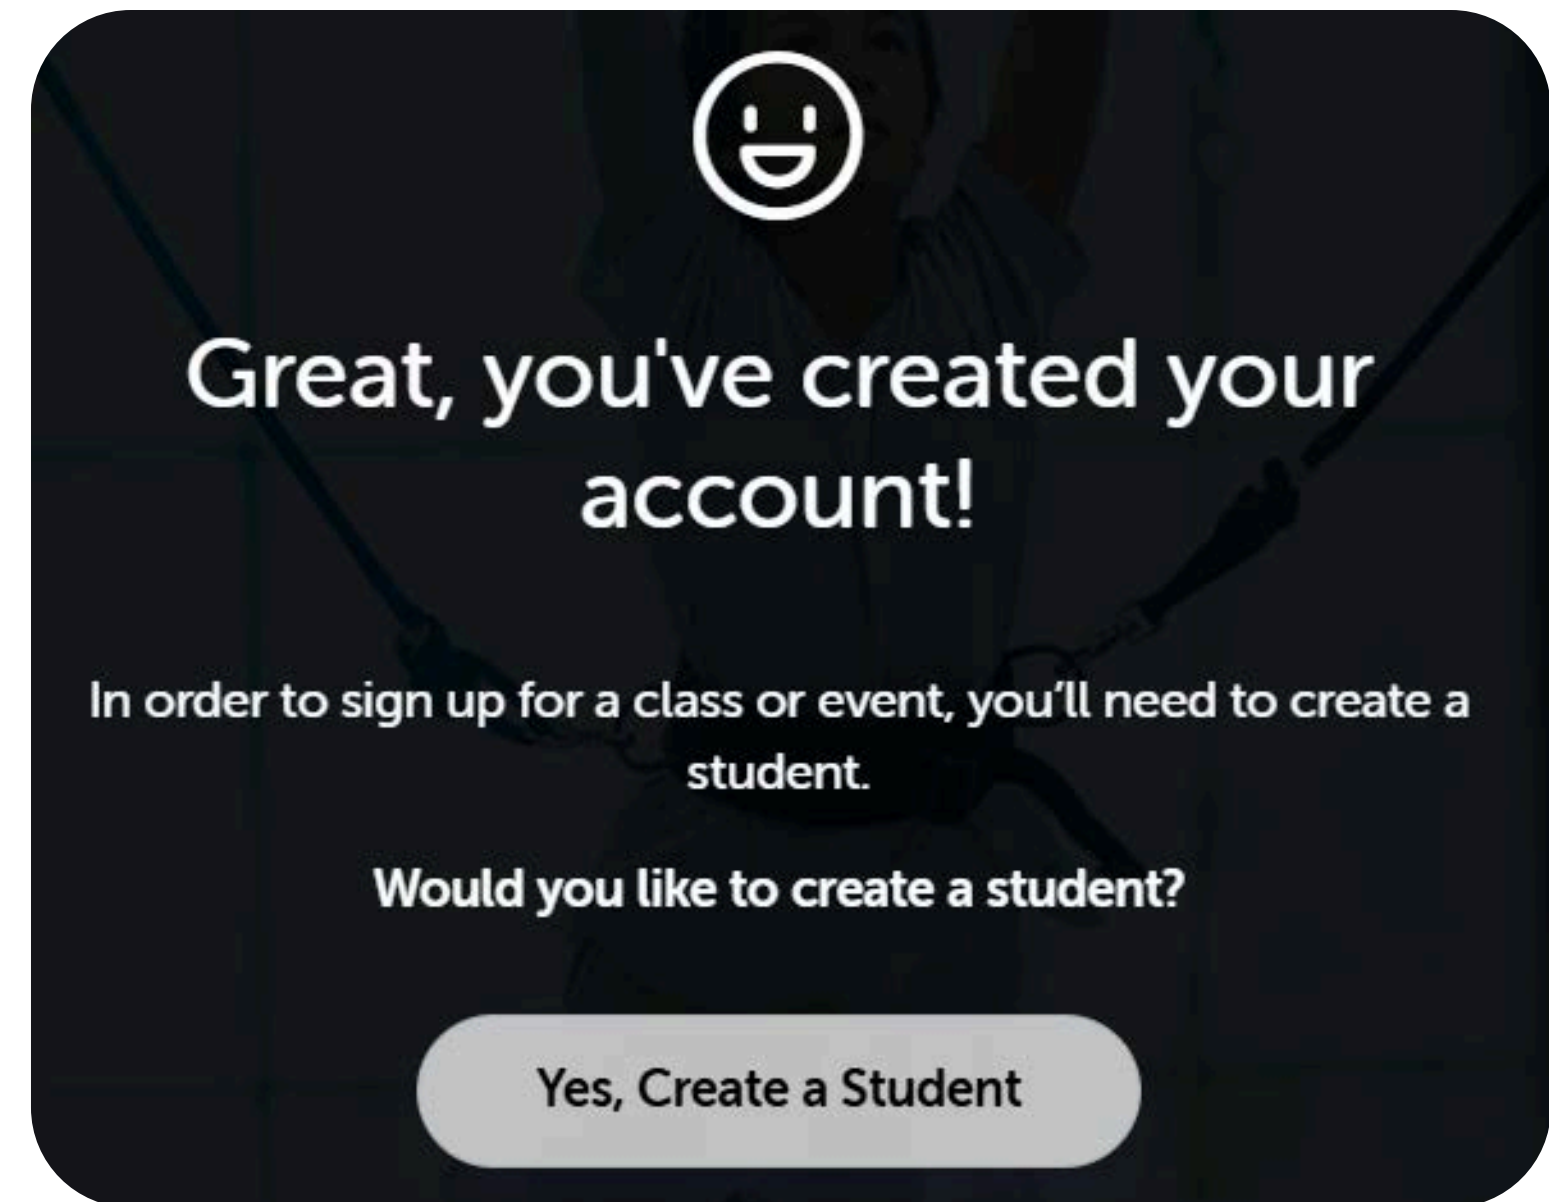 Great, you've created your
account!
In order to sign up for a class or event, you’ll need to create a
student.
Would you like to create a student?
Yes, Create a Student